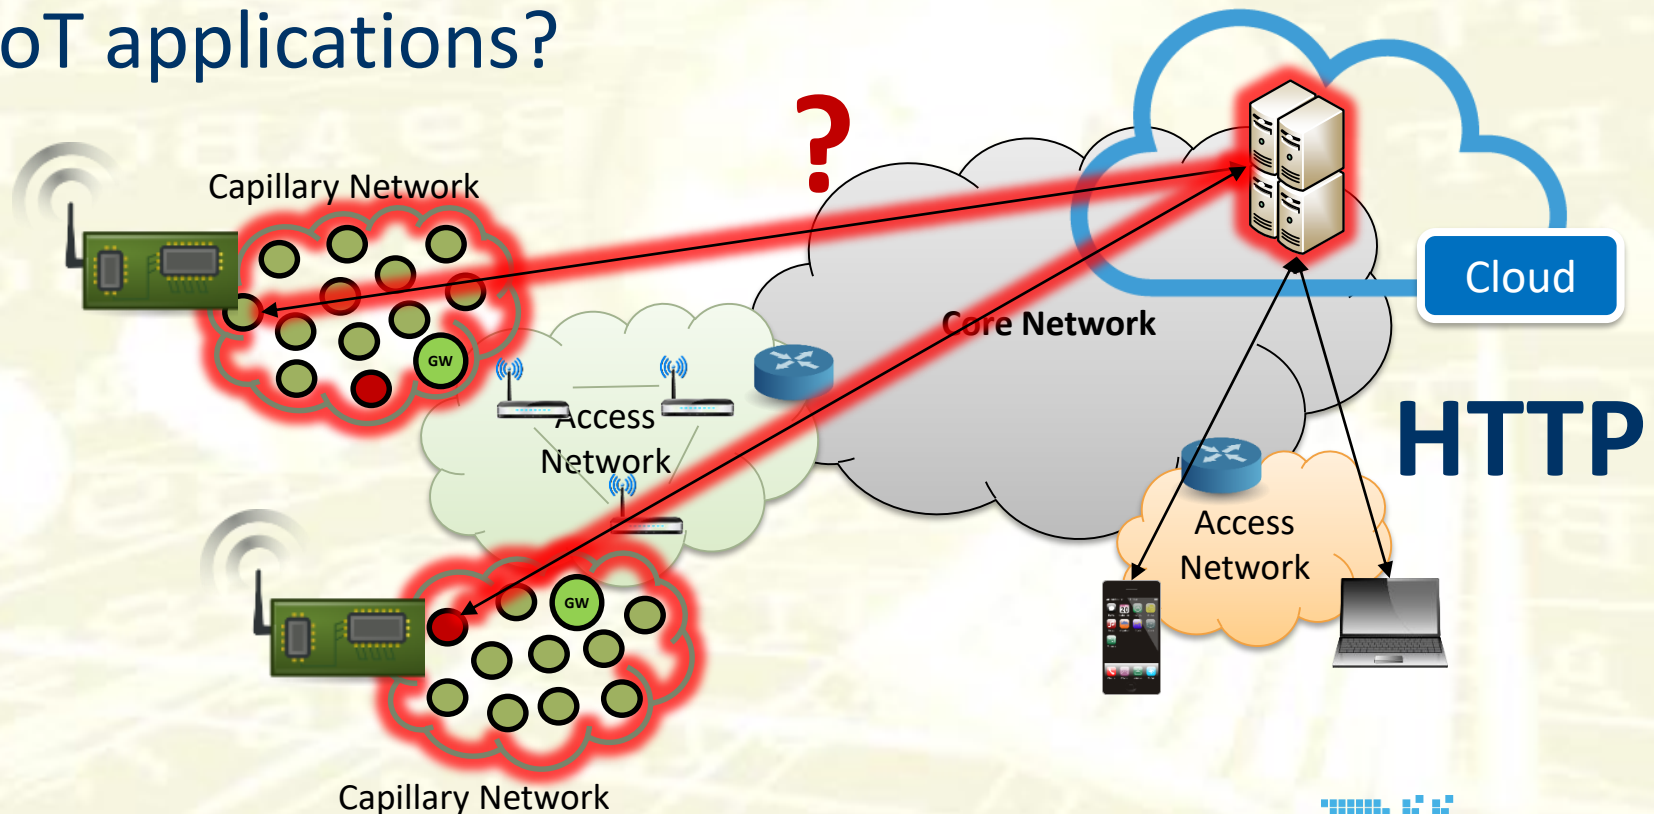 oT applications?
?
Capillary Network
Cloud
Core Network
GW
HTTP
Access
Network
Access
Network
GW
Capillary Network